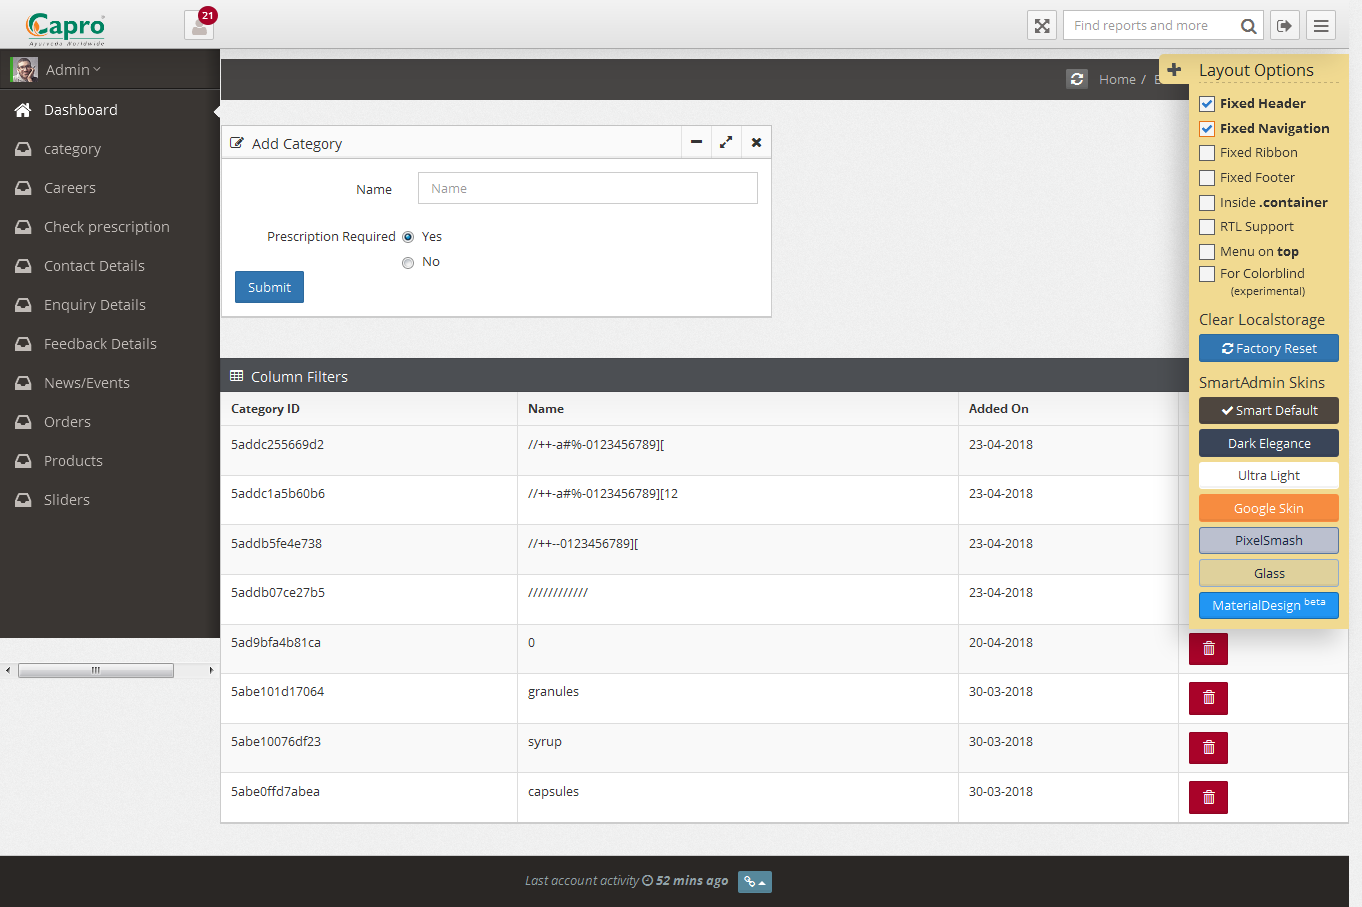 Capro
Ayurveda Worldwide
21
Find reports and more
Admin
Dashboard
category
Careers
Check prescription
Contact Details
Enquiry Details
Feedback Details
News/Events
Orders
Products
Sliders
Home /
Add Category
Name
Name
Prescription Required
Yes
No
Submit
Column Filters
Category ID Name Added On
5addc255669d2 //++-a#%-0123456789][ 23-04-2018
5addc1a5b60b6 //++-a#%-0123456789][12 23-04-2018
5addb5fe4e738 //++--0123456789][ 23-04-2018
5addb07ce27b5 //////////// 23-04-2018
5ad9bfa4b81ca 0 20-04-2018
5abe101d17064 granules 30-03-2018
5abe10076df23 syrup 30-03-2018
5abe0ffd7abea capsules 30-03-2018
Layout Options
Fixed Header
Fixed Navigation
Fixed Ribbon
Fixed Footer
Inside .container
RTL Support
Menu on top
For Colorblind
(experimental)
Clear Localstorage
Factory Reset
SmartAdmin Skins
Smart Default
Dark Elegance
Ultra Light
Google Skin
PixelSmash
Glass
MaterialDesign beta
Last account activity 52 mins ago